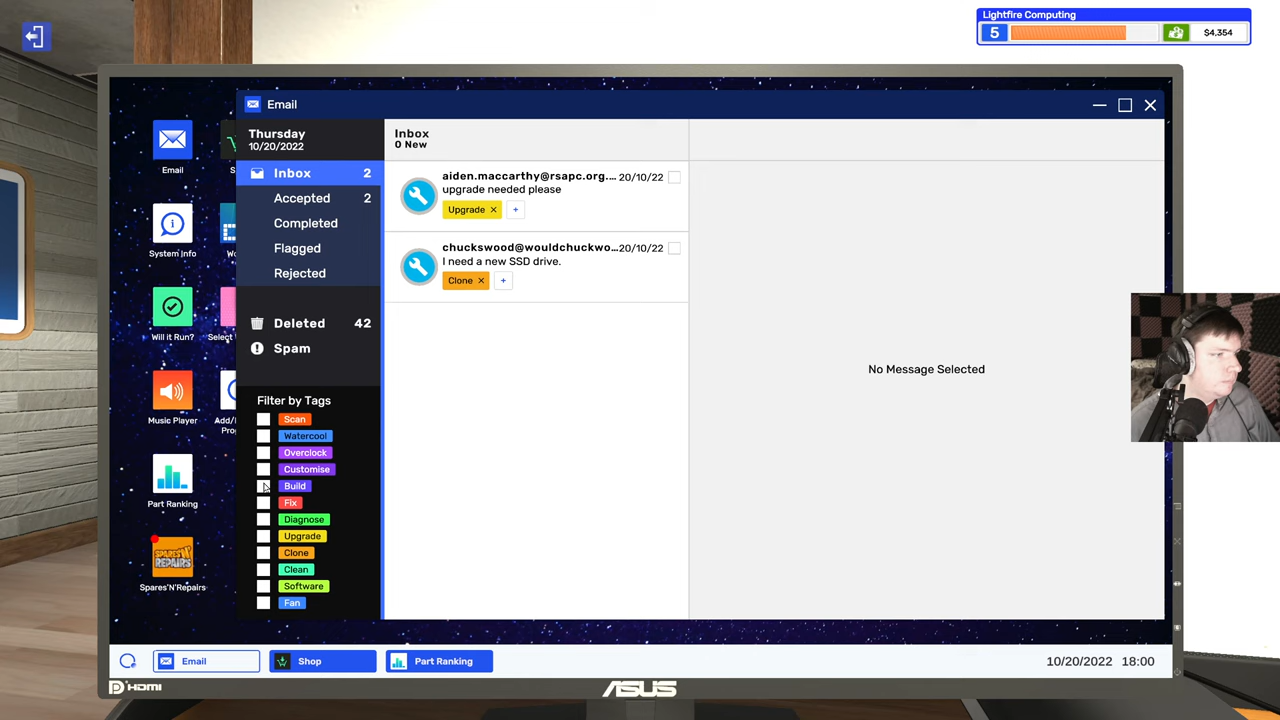 Lightfire Computing
5
$4,354
Email
Thursday
10/20/2022
Inbox 2
Accepted 2
Completed
Flagged
Rejected
Deleted 42
Spam
Filter by Tags
Scan
Watercool
Overclock
Customise
Build
Fix
Diagnose
Upgrade
Clone
Clean
Software
Fan
Inbox
0 New
aiden.maccarthy@rsapc.org.... 20/10/22
upgrade needed please
Upgrade × +
chuckswood@wouldchuckwo... 20/10/22
I need a new SSD drive.
Clone × +
No Message Selected
Email
System Info
Will it Run?
Music Player
Part Ranking
SPARES'N'REPAIRS
Spares'N'Repairs
Email
Shop
Part Ranking
10/20/2022 18:00
HDMI
ASUS